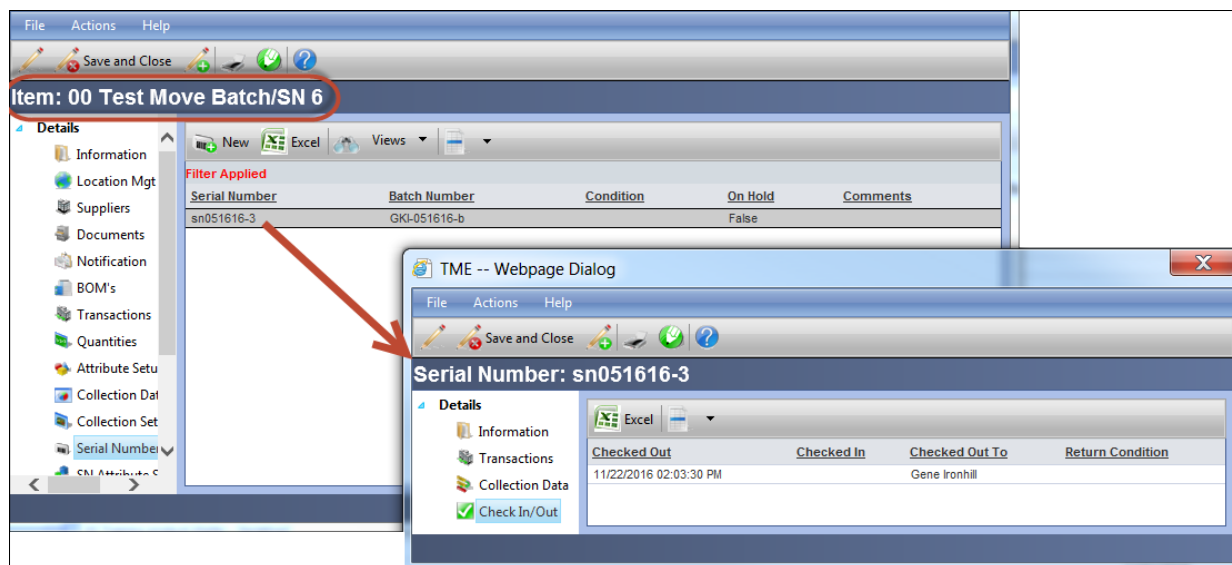 File Actions Help
Save and Close
Item: 00 Test Move Batch/SN 6
Details
Information
Location Mgt
Suppliers
Documents
Notification
BOM's
Transactions
Quantities
Attribute Setu
Collection Dat
Collection Set
Serial Number
New Excel Views
Filter Applied
Serial Number Batch Number Condition On Hold Comments
sn051616-3 GKI-051616-b False
TME -- Webpage Dialog
File Actions Help
Save and Close
Serial Number: sn051616-3
Details
Information
Transactions
Collection Data
Check In/Out
Excel
Checked Out Checked In Checked Out To Return Condition
11/22/2016 02:03:30 PM Gene Ironhill